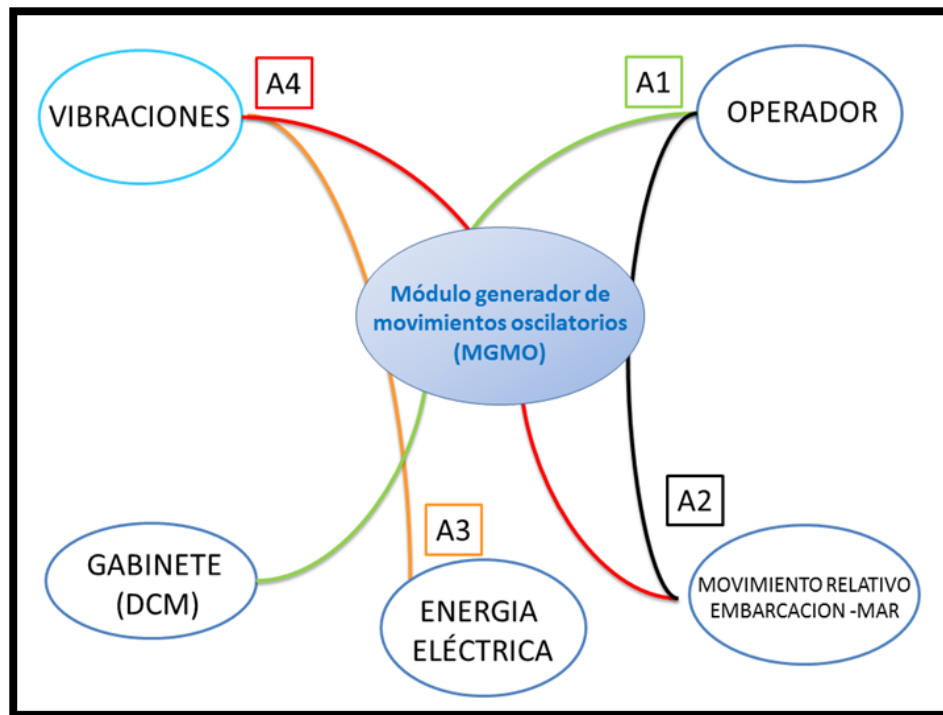 A4
A1
VIBRACIONES
OPERADOR
Módulo generador de
movimientos oscilatorios
(MGMO)
A2
A3
GABINETE
(DCM)
ENERGIA
ELÉCTRICA
MOVIMIENTO RELATIVO
EMBARCACION -MAR